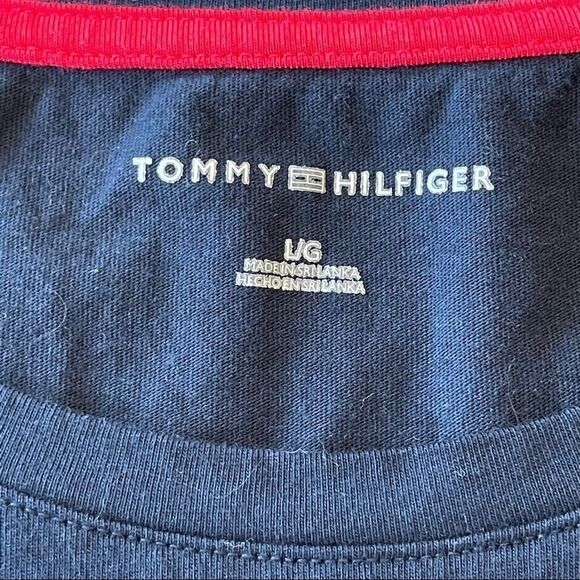 TOMMY HILFIGER
L/G
MADE IN SRI LANKA
HECHO EN SRI LANKA